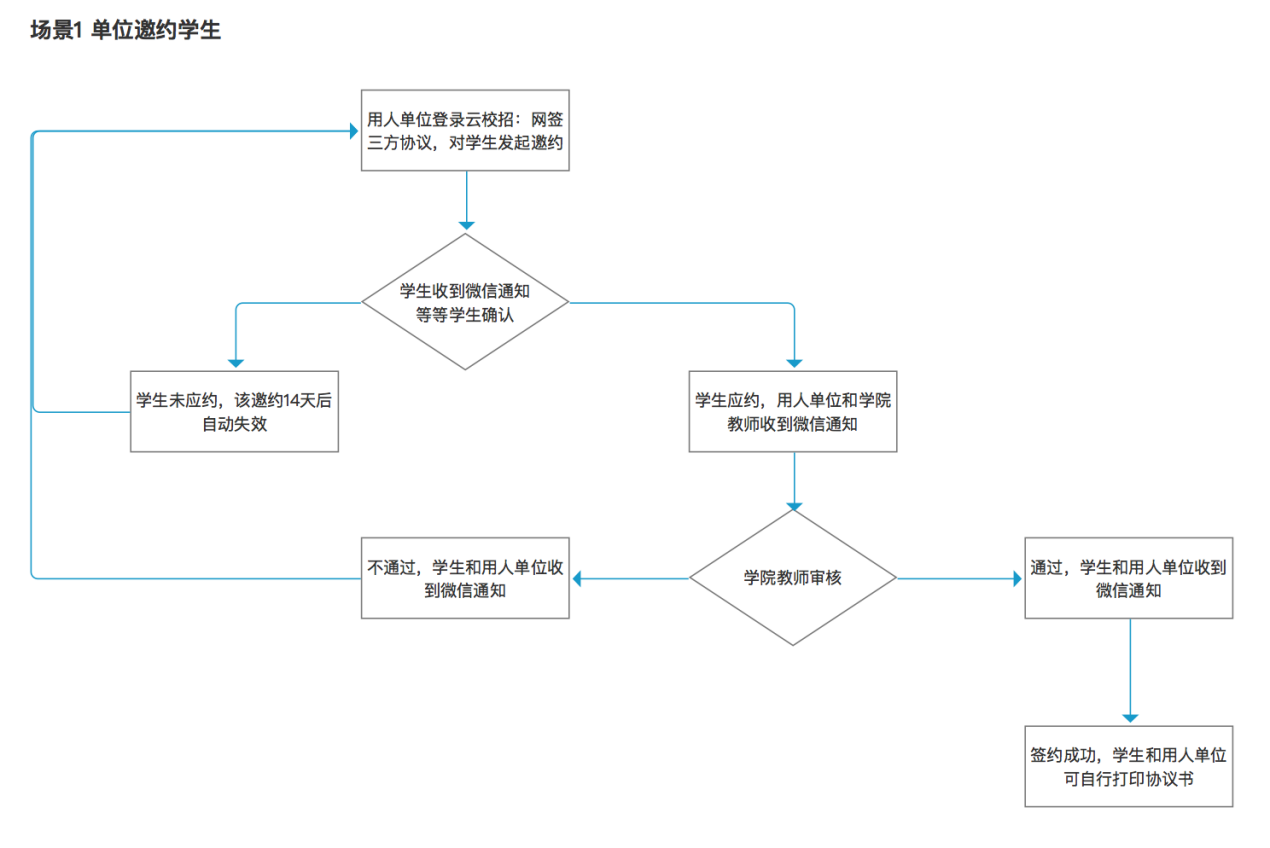 场景1 单位邀约学生
用人单位登录云校招：网签
三方协议，对学生发起邀约
学生收到微信通知
等等学生确认
学生未应约，该邀约14天后
自动失效
学生应约，用人单位和学院
教师收到微信通知
不通过，学生和用人单位收
到微信通知
学院教师审核
通过，学生和用人单位收到
微信通知
签约成功，学生和用人单位
可自行打印协议书